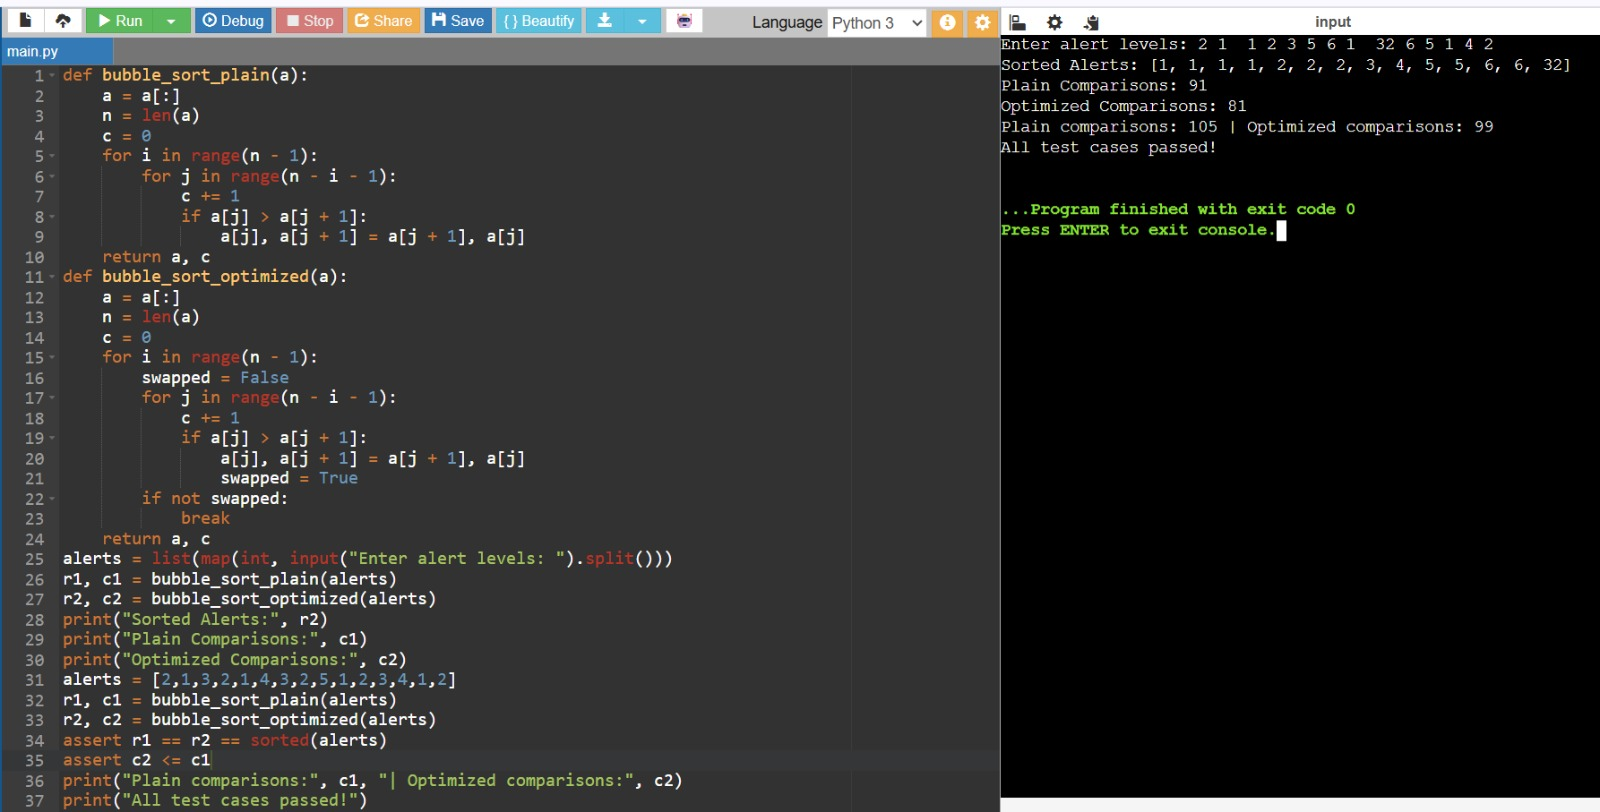 Run Debug Stop Share Save { } Beautify Language Python 3 input
main.py
1 def bubble_sort_plain(a):
2     a = a[:]
3     n = len(a)
4     c = 0
5     for i in range(n - 1):
6         for j in range(n - i - 1):
7             c += 1
8             if a[j] > a[j + 1]:
9                 a[j], a[j + 1] = a[j + 1], a[j]
10     return a, c
11 def bubble_sort_optimized(a):
12     a = a[:]
13     n = len(a)
14     c = 0
15     for i in range(n - 1):
16         swapped = False
17         for j in range(n - i - 1):
18             c += 1
19             if a[j] > a[j + 1]:
20                 a[j], a[j + 1] = a[j + 1], a[j]
21                 swapped = True
22         if not swapped:
23             break
24     return a, c
25 alerts = list(map(int, input("Enter alert levels: ").split()))
26 r1, c1 = bubble_sort_plain(alerts)
27 r2, c2 = bubble_sort_optimized(alerts)
28 print("Sorted Alerts:", r2)
29 print("Plain Comparisons:", c1)
30 print("Optimized Comparisons:", c2)
31 alerts = [2,1,3,2,1,4,3,2,5,1,2,3,4,1,2]
32 r1, c1 = bubble_sort_plain(alerts)
33 r2, c2 = bubble_sort_optimized(alerts)
34 assert r1 == r2 == sorted(alerts)
35 assert c2 <= c1
36 print("Plain comparisons:", c1, "| Optimized comparisons:", c2)
37 print("All test cases passed!")
Enter alert levels: 2 1  1 2 3 5 6 1  32 6 5 1 4 2
Sorted Alerts: [1, 1, 1, 1, 2, 2, 2, 3, 4, 5, 5, 6, 6, 32]
Plain Comparisons: 91
Optimized Comparisons: 81
Plain comparisons: 105 | Optimized comparisons: 99
All test cases passed!
...Program finished with exit code 0
Press ENTER to exit console.